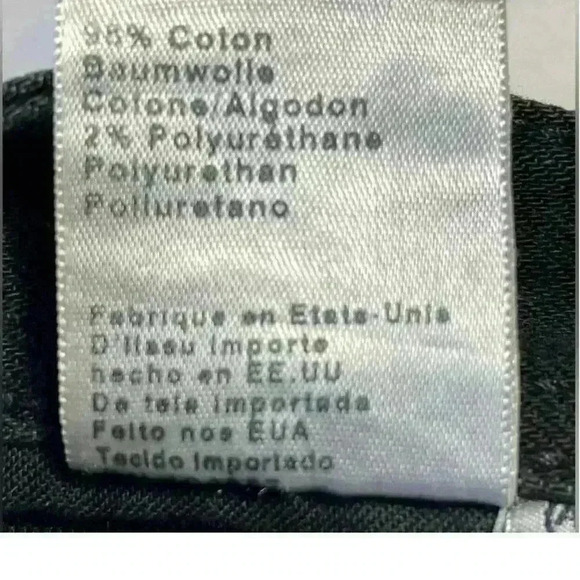 98% Coton
Baumwolle
Cotone/Algodon
2% Polyuréthane
Polyurethan
Poliuretano
Fabrique en Etats-Unis
D'tissu importe
hecho en EE.UU
De tela importada
Feito nos EUA
Tecido importado